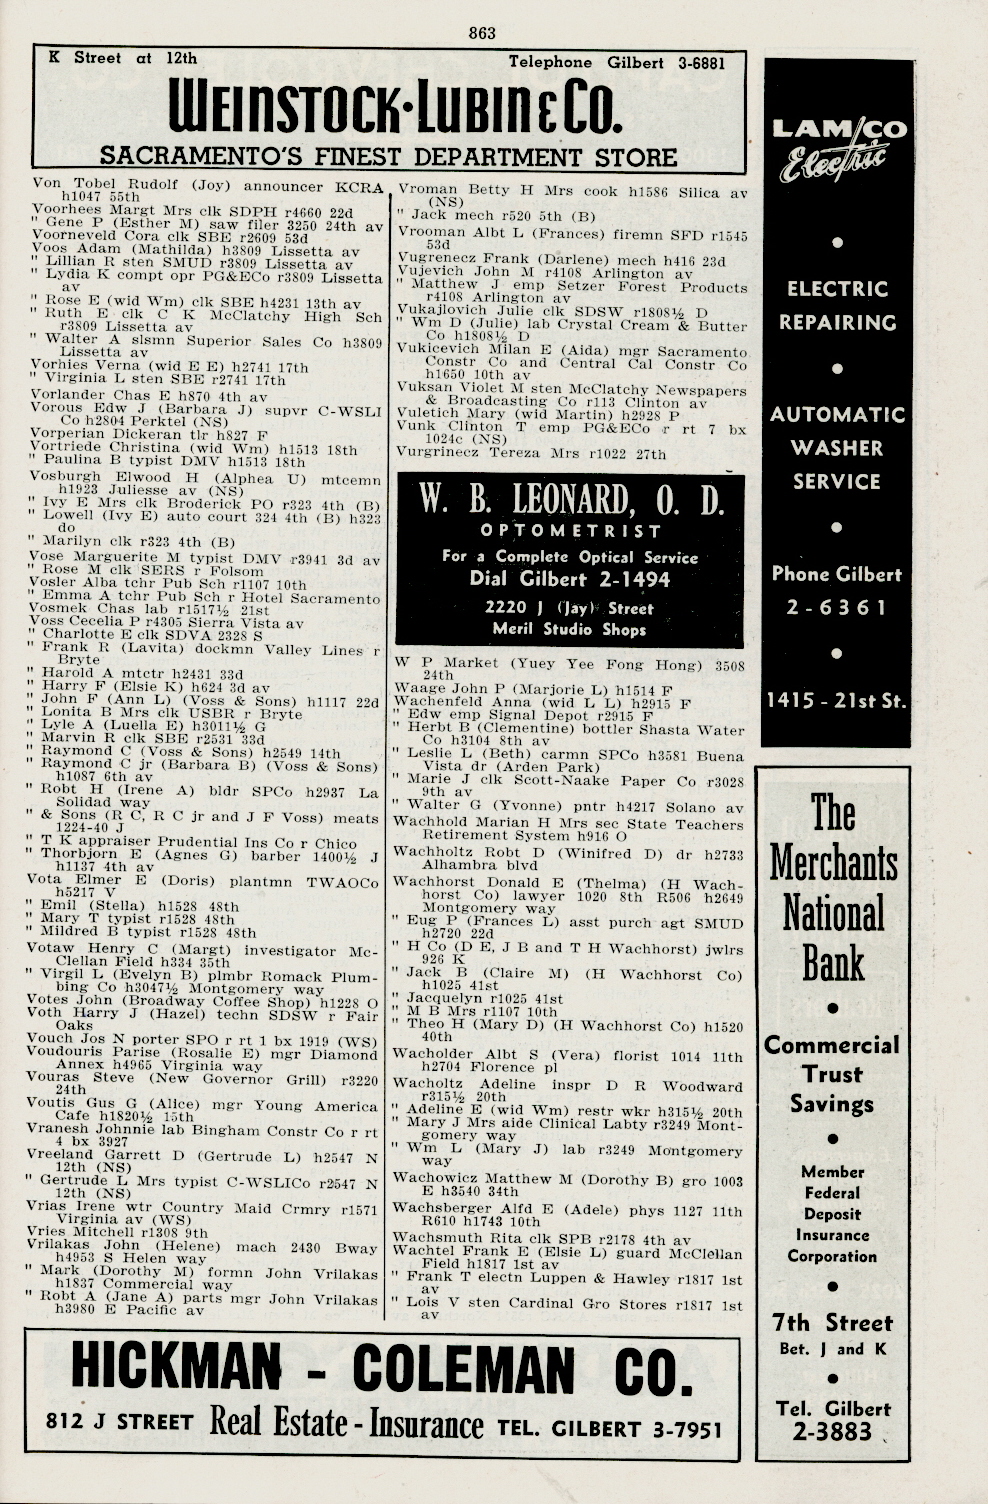 863
K Street at 12th
Telephone Gilbert 3-6881
WEINSTOCK·LUBIN & CO.
SACRAMENTO'S FINEST DEPARTMENT STORE
Von Tobel Rudolf (Joy) announcer KCRA
h1047 55th
Voorhees Margt Mrs clk SDPH r4660 22d
" Gene P (Esther M) saw filer 3250 24th av
Voorneveld Cora clk SBE r2609 53d
Voos Adam (Mathilda) h3809 Lissetta av
" Lillian R sten SMUD r3809 Lissetta av
" Lydia K compt opr PG&ECo r3809 Lissetta
av
" Rose E (wid Wm) clk SBE h4231 13th av
" Ruth E clk C K McClatchy High Sch
r3809 Lissetta av
" Walter A slsmn Superior Sales Co h3809
Lissetta av
Vorhies Verna (wid E E) h2741 17th
" Virginia L sten SBE r2741 17th
Vorlander Chas E h870 4th av
Vorous Edw J (Barbara J) supvr C-WSLI
Co h2804 Perktel (NS)
Vorperian Dickeran tlr h827 F
Vortriede Christina (wid Wm) h1513 18th
" Paulina B typist DMV h1513 18th
Vosburgh Elwood H (Alphea U) mtcemn
h1923 Juliesse av (NS)
" Ivy E Mrs clk Broderick PO r323 4th (B)
" Lowell (Ivy E) auto court 324 4th (B) h323
do
" Marilyn clk r323 4th (B)
Vose Marguerite M typist DMV r3941 3d av
" Rose M clk SERS r Folsom
Vosler Alba tchr Pub Sch r1107 10th
" Emma A tchr Pub Sch r Hotel Sacramento
Vosmek Chas lab r1517½ 21st
Voss Cecelia P r4305 Sierra Vista av
" Charlotte E clk SDVA 2328 S
" Frank R (Lavita) dockmn Valley Lines r
Bryte
" Harold A mtctr h2431 33d
" Harry F (Elsie K) h624 3d av
" John F (Ann L) (Voss & Sons) h1117 22d
" Lonita B Mrs clk USBR r Bryte
" Lyle A (Luella E) h3011½ G
" Marvin R clk SBE r2531 33d
" Raymond C (Voss & Sons) h2549 14th
" Raymond C jr (Barbara B) (Voss & Sons)
h1087 6th av
" Robt H (Irene A) bldr SPCo h2937 La
Solidad way
" & Sons (R C, R C jr and J F Voss) meats
1224-40 J
" T K appraiser Prudential Ins Co r Chico
" Thorbjorn E (Agnes G) barber 1400½ J
h1137 4th av
Vota Elmer E (Doris) plantmn TWAOCo
h5217 V
" Emil (Stella) h1528 48th
" Mary T typist r1528 48th
" Mildred B typist r1528 48th
Votaw Henry C (Margt) investigator Mc-
Clellan Field h334 35th
" Virgil L (Evelyn B) plmbr Romack Plum-
bing Co h3047½ Montgomery way
Votes John (Broadway Coffee Shop) h1228 O
Voth Harry J (Hazel) techn SDSW r Fair
Oaks
Vouch Jos N porter SPO r rt 1 bx 1919 (WS)
Voudouris Parise (Rosalie E) mgr Diamond
Annex h4965 Virginia way
Vouras Steve (New Governor Grill) r3220
24th
Voutis Gus G (Alice) mgr Young America
Cafe h1820½ 15th
Vranesh Johnnie lab Bingham Constr Co r rt
4 bx 3927
Vreeland Garrett D (Gertrude L) h2547 N
12th (NS)
" Gertrude L Mrs typist C-WSLICo r2547 N
12th (NS)
Vrias Irene wtr Country Maid Crmry r1571
Virginia av (WS)
Vries Mitchell r1308 9th
Vrilakas John (Helene) mach 2430 Bway
h4953 S Helen way
" Mark (Dorothy M) formn John Vrilakas
h1837 Commercial way
" Robt A (Jane A) parts mgr John Vrilakas
h3980 E Pacific av
Vroman Betty H Mrs cook h1586 Silica av
(NS)
" Jack mech r520 5th (B)
Vrooman Albt L (Frances) firemn SFD r1545
53d
Vugrenecz Frank (Darlene) mech h416 23d
Vujevich John M r4108 Arlington av
" Matthew J emp Setzer Forest Products
r4108 Arlington av
Vukajlovich Julie clk SDSW r1808½ D
" Wm D (Julie) lab Crystal Cream & Butter
Co h1808½ D
Vukicevich Milan E (Aida) mgr Sacramento
Constr Co and Central Cal Constr Co
h1650 10th av
Vuksan Violet M sten McClatchy Newspapers
& Broadcasting Co r113 Clinton av
Vuletich Mary (wid Martin) h2928 P
Vunk Clinton T emp PG&ECo r rt 7 bx
1024c (NS)
Vurgrinecz Tereza Mrs r1022 27th
W. B. LEONARD, O. D.
OPTOMETRIST
For a Complete Optical Service
Dial Gilbert 2-1494
2220 J (Jay) Street
Meril Studio Shops
W P Market (Yuey Yee Fong Hong) 3508
24th
Waage John P (Marjorie L) h1514 F
Wachenfeld Anna (wid L L) h2915 F
" Edw emp Signal Depot r2915 F
" Herbt B (Clementine) bottler Shasta Water
Co h3104 8th av
" Leslie L (Beth) carmn SPCo h3581 Buena
Vista dr (Arden Park)
" Marie J clk Scott-Naake Paper Co r3028
9th av
" Walter G (Yvonne) pntr h4217 Solano av
Wachhold Marian H Mrs sec State Teachers
Retirement System h916 O
Wachholtz Robt D (Winifred D) dr h2733
Alhambra blvd
Wachhorst Donald E (Thelma) (H Wach-
horst Co) lawyer 1020 8th R506 h2649
Montgomery way
" Eug P (Frances L) asst purch agt SMUD
h2720 22d
" H Co (D E, J B and T H Wachhorst) jwlrs
926 K
" Jack B (Claire M) (H Wachhorst Co)
h1025 41st
" Jacquelyn r1025 41st
" M B Mrs r1107 10th
" Theo H (Mary D) (H Wachhorst Co) h1520
40th
Wacholder Albt S (Vera) florist 1014 11th
h2704 Florence pl
Wacholtz Adeline inspr D R Woodward
r315½ 20th
" Adeline E (wid Wm) restr wkr h315½ 20th
" Mary J Mrs aide Clinical Labty r3249 Mont-
gomery way
" Wm L (Mary J) lab r3249 Montgomery
way
Wachowicz Matthew M (Dorothy B) gro 1003
E h3540 34th
Wachsberger Alfd E (Adele) phys 1127 11th
R610 h1743 10th
Wachsmuth Rita clk SPB r2178 4th av
Wachtel Frank E (Elsie L) guard McClellan
Field h1817 1st av
" Frank T electn Luppen & Hawley r1817 1st
av
" Lois V sten Cardinal Gro Stores r1817 1st
av
LAMCO
Electric
ELECTRIC
REPAIRING
AUTOMATIC
WASHER
SERVICE
Phone Gilbert
2-6361
1415 - 21st St.
The
Merchants
National
Bank
Commercial
Trust
Savings
Member
Federal
Deposit
Insurance
Corporation
7th Street
Bet. J and K
Tel. Gilbert
2-3883
HICKMAN - COLEMAN CO.
812 J STREET Real Estate - Insurance TEL. GILBERT 3-7951